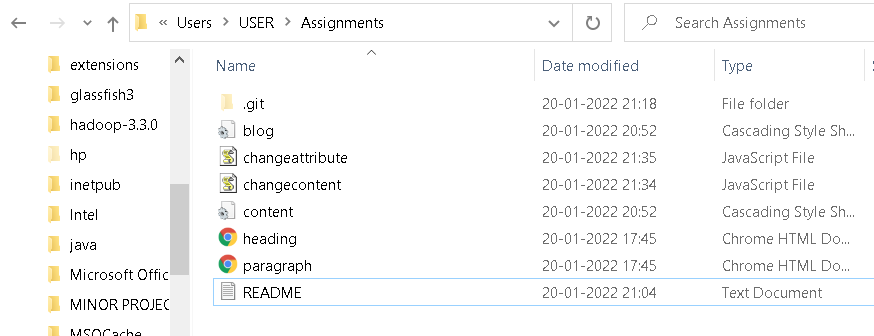 « Users > USER > Assignments
Search Assignments
extensions
glassfish3
hadoop-3.3.0
hp
inetpub
Intel
java
Microsoft Offic
MINOR PROJEC
MSOCache
Name Date modified Type S
.git 20-01-2022 21:18 File folder
blog 20-01-2022 20:52 Cascading Style Sh...
changeattribute 20-01-2022 21:35 JavaScript File
changecontent 20-01-2022 21:34 JavaScript File
content 20-01-2022 20:52 Cascading Style Sh...
heading 20-01-2022 17:45 Chrome HTML Do...
paragraph 20-01-2022 17:45 Chrome HTML Do...
README 20-01-2022 21:04 Text Document